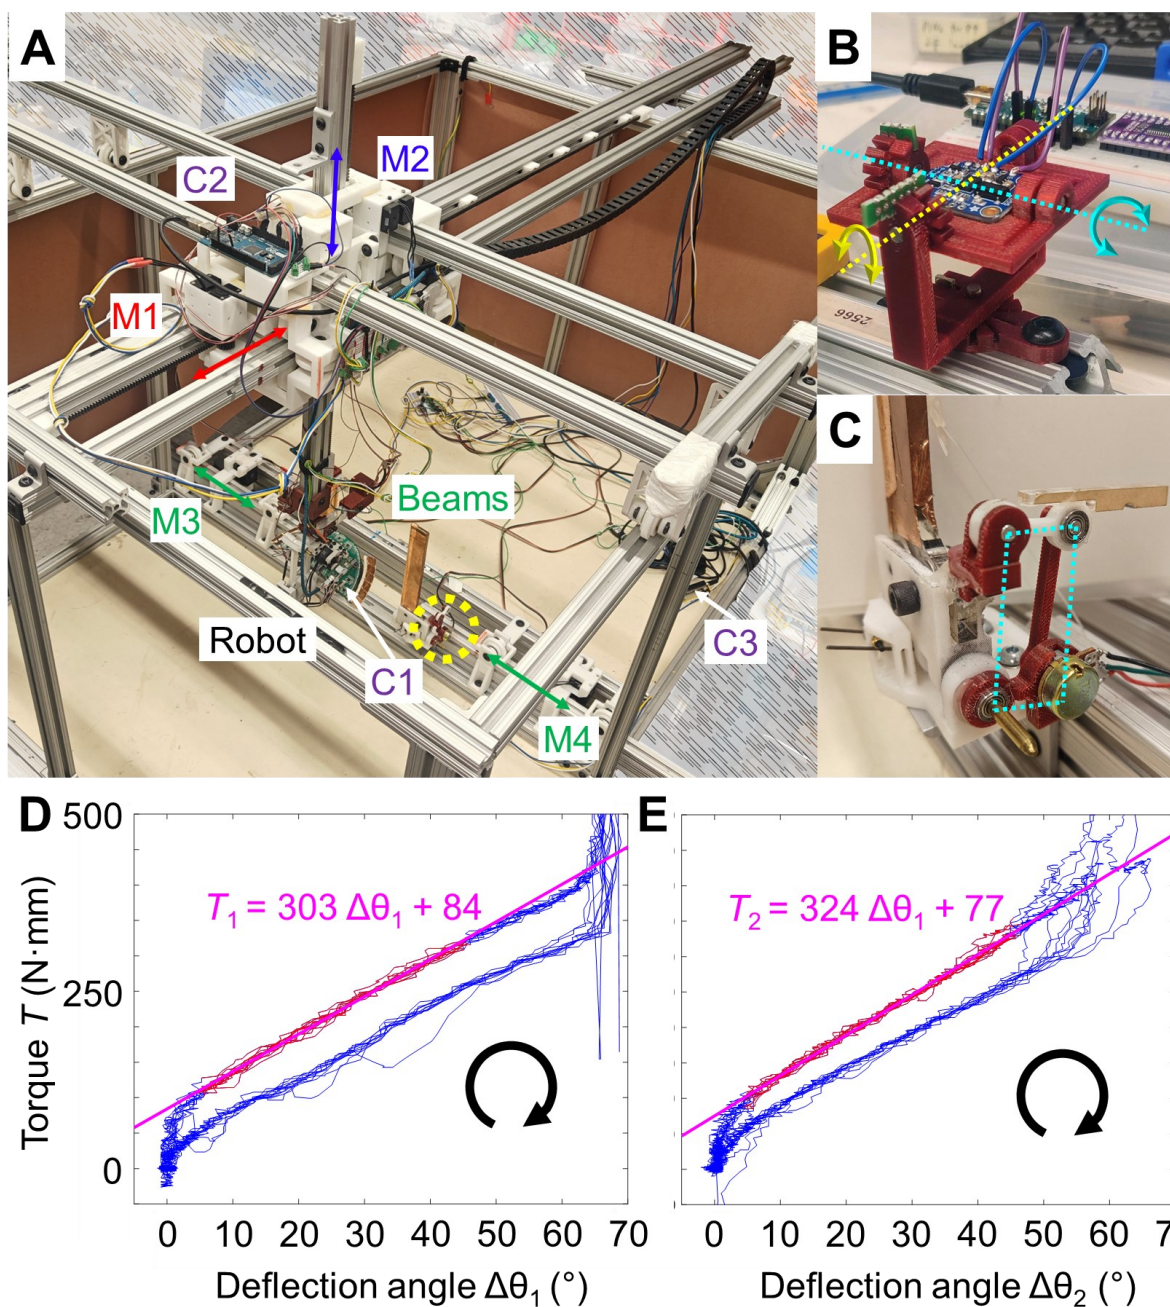 A
B
C2
M2
M1
M3
Beams
Robot
C1
C3
M4
2566
C
D
E
500
250
0
Torque T (N·mm)
T₁ = 303 Δθ₁ + 84
T₂ = 324 Δθ₁ + 77
0 10 20 30 40 50 60 70
0 10 20 30 40 50 60
Deflection angle Δθ₁ (°)
Deflection angle Δθ₂ (°)